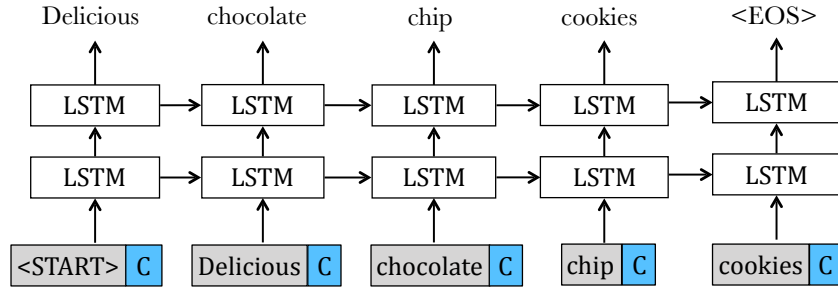 Delicious chocolate chip cookies <EOS>
LSTM LSTM LSTM LSTM LSTM
LSTM LSTM LSTM LSTM LSTM
<START> C Delicious C chocolate C chip C cookies C